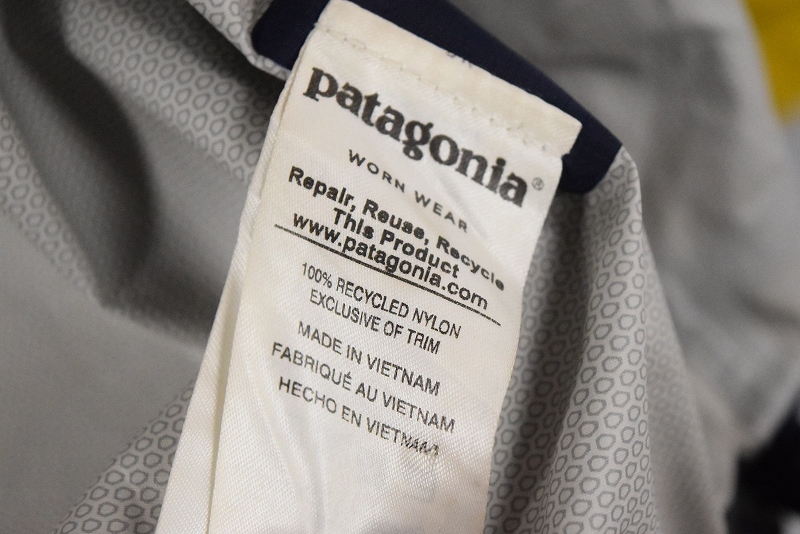 patagonia®
WORN WEAR
Repair, Reuse, Recycle
This Product
www.patagonia.com
100% RECYCLED NYLON
EXCLUSIVE OF TRIM
MADE IN VIETNAM
FABRIQUÉ AU VIETNAM
HECHO EN VIETNAM